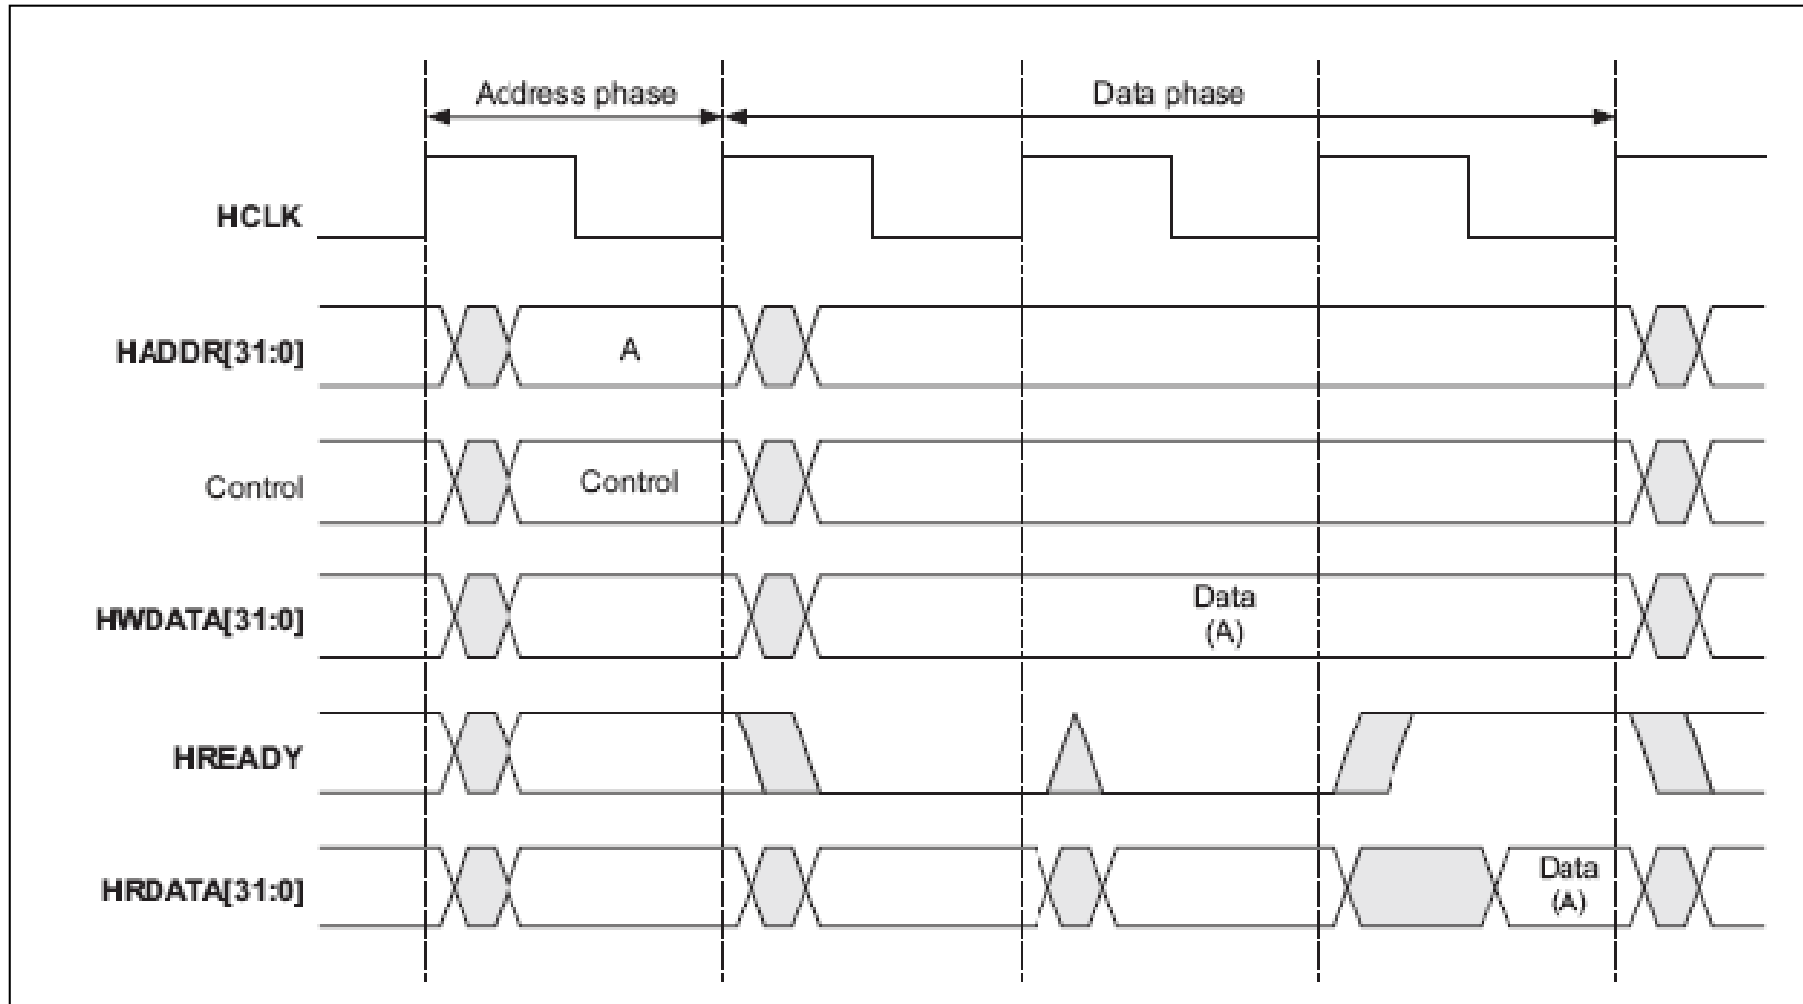 Address phase
Data phase
HCLK
HADDR[31:0]
A
Control
Control
HWDATA[31:0]
Data
(A)
HREADY
HRDATA[31:0]
Data
(A)